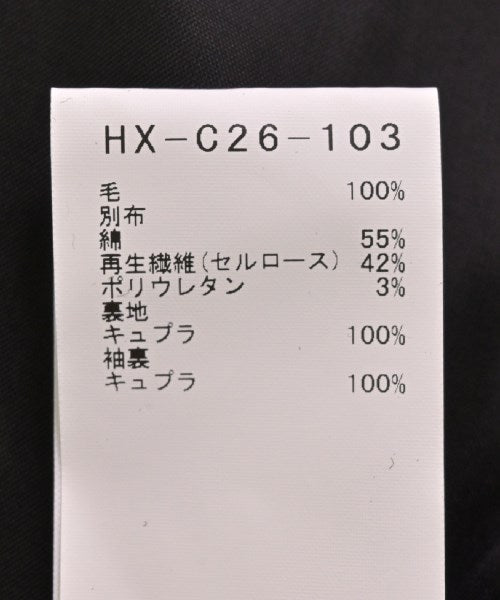 HX-C26-103
毛 100%
別布
綿 55%
再生繊維(セルロース) 42%
ポリウレタン 3%
裏地
キュプラ 100%
袖裏
キュプラ 100%